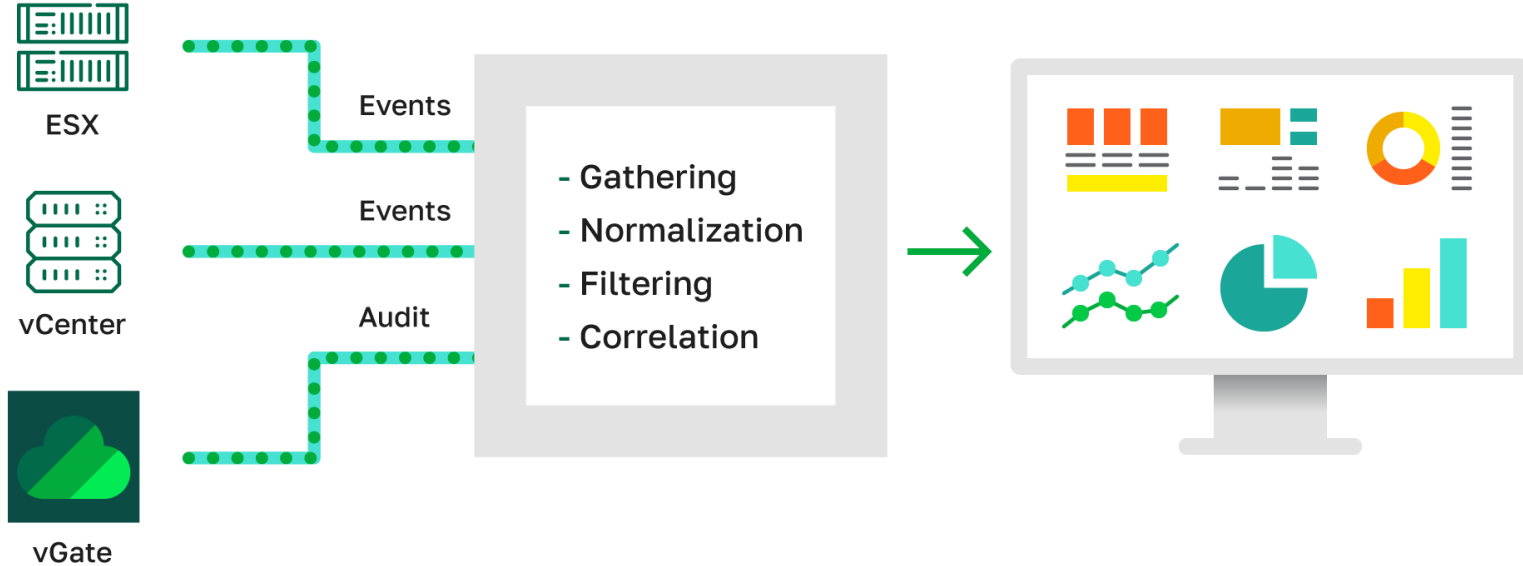 ESX
Events
vCenter
Events
vGate
Audit
- Gathering
- Normalization
- Filtering
- Correlation